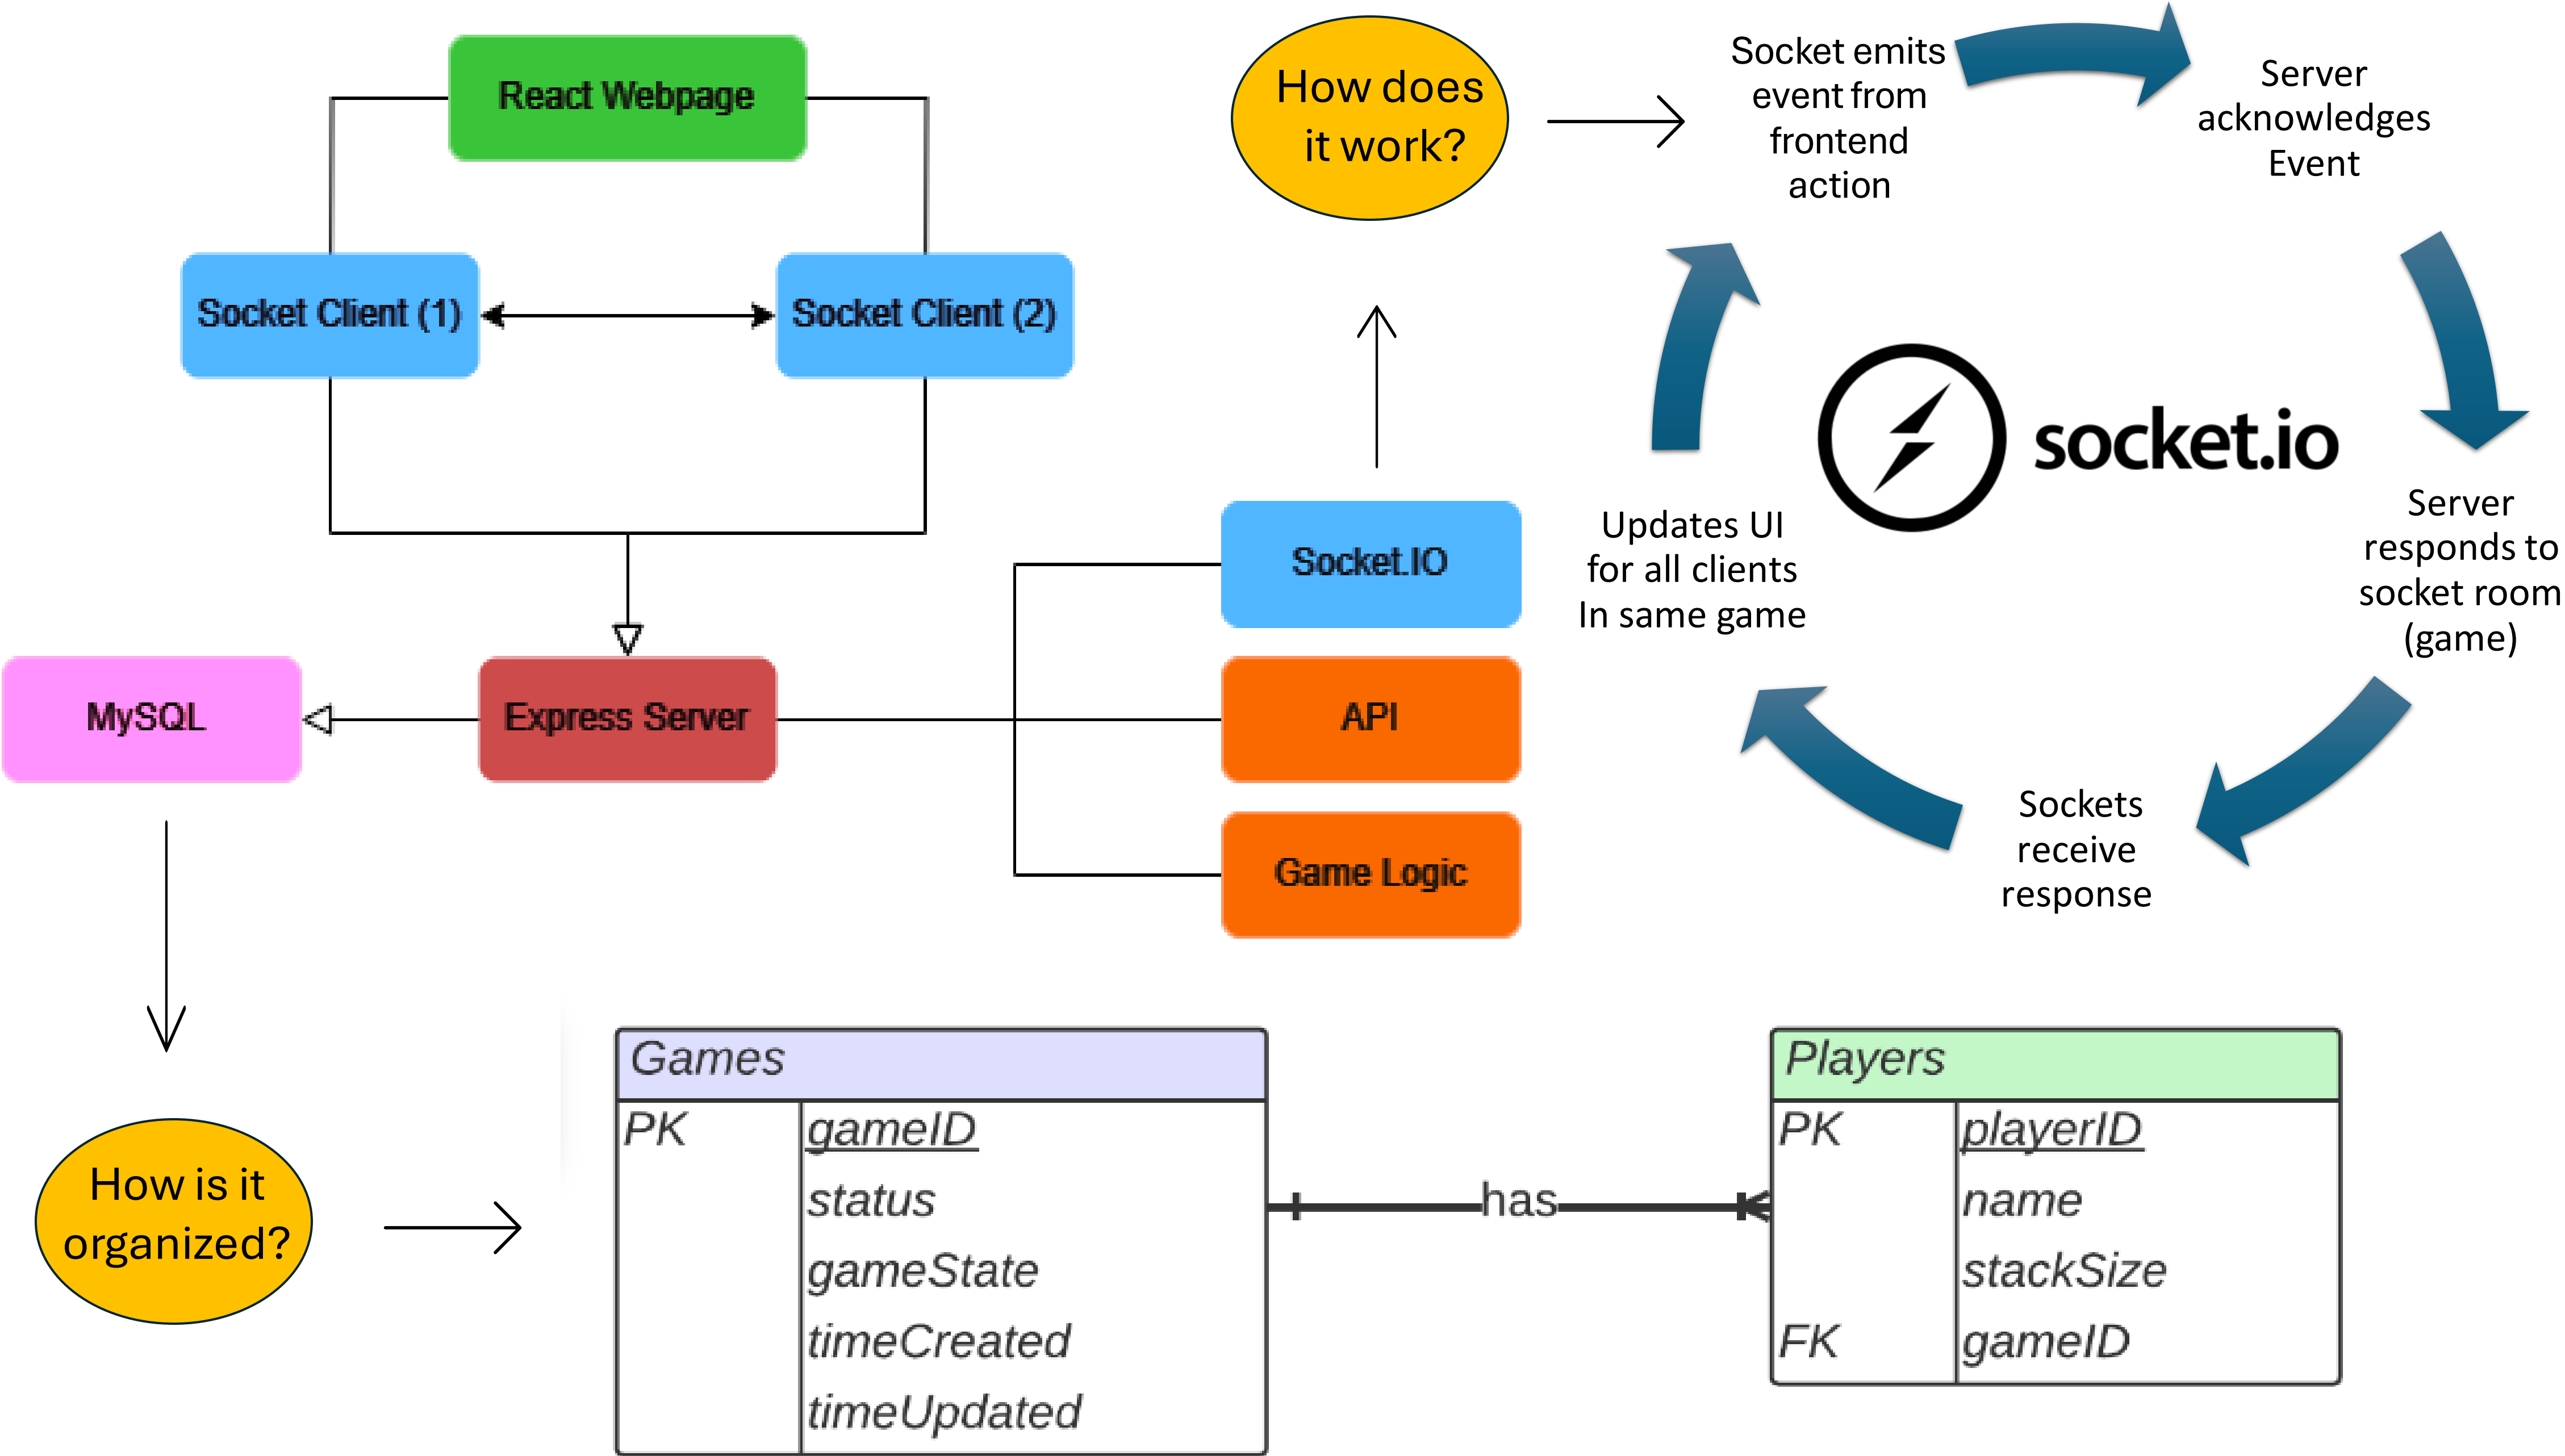 React Webpage
Socket Client (1)
Socket Client (2)
MySQL
Express Server
Socket.IO
API
Game Logic
How does
it work?
Socket emits
event from
frontend
action
Server
acknowledges
Event
Server
responds to
socket room
(game)
Sockets
receive
response
Updates UI
for all clients
In same game
socket.io
How is it
organized?
Games
PK gameID
status
gameState
timeCreated
timeUpdated
has
Players
PK playerID
name
stackSize
FK gameID